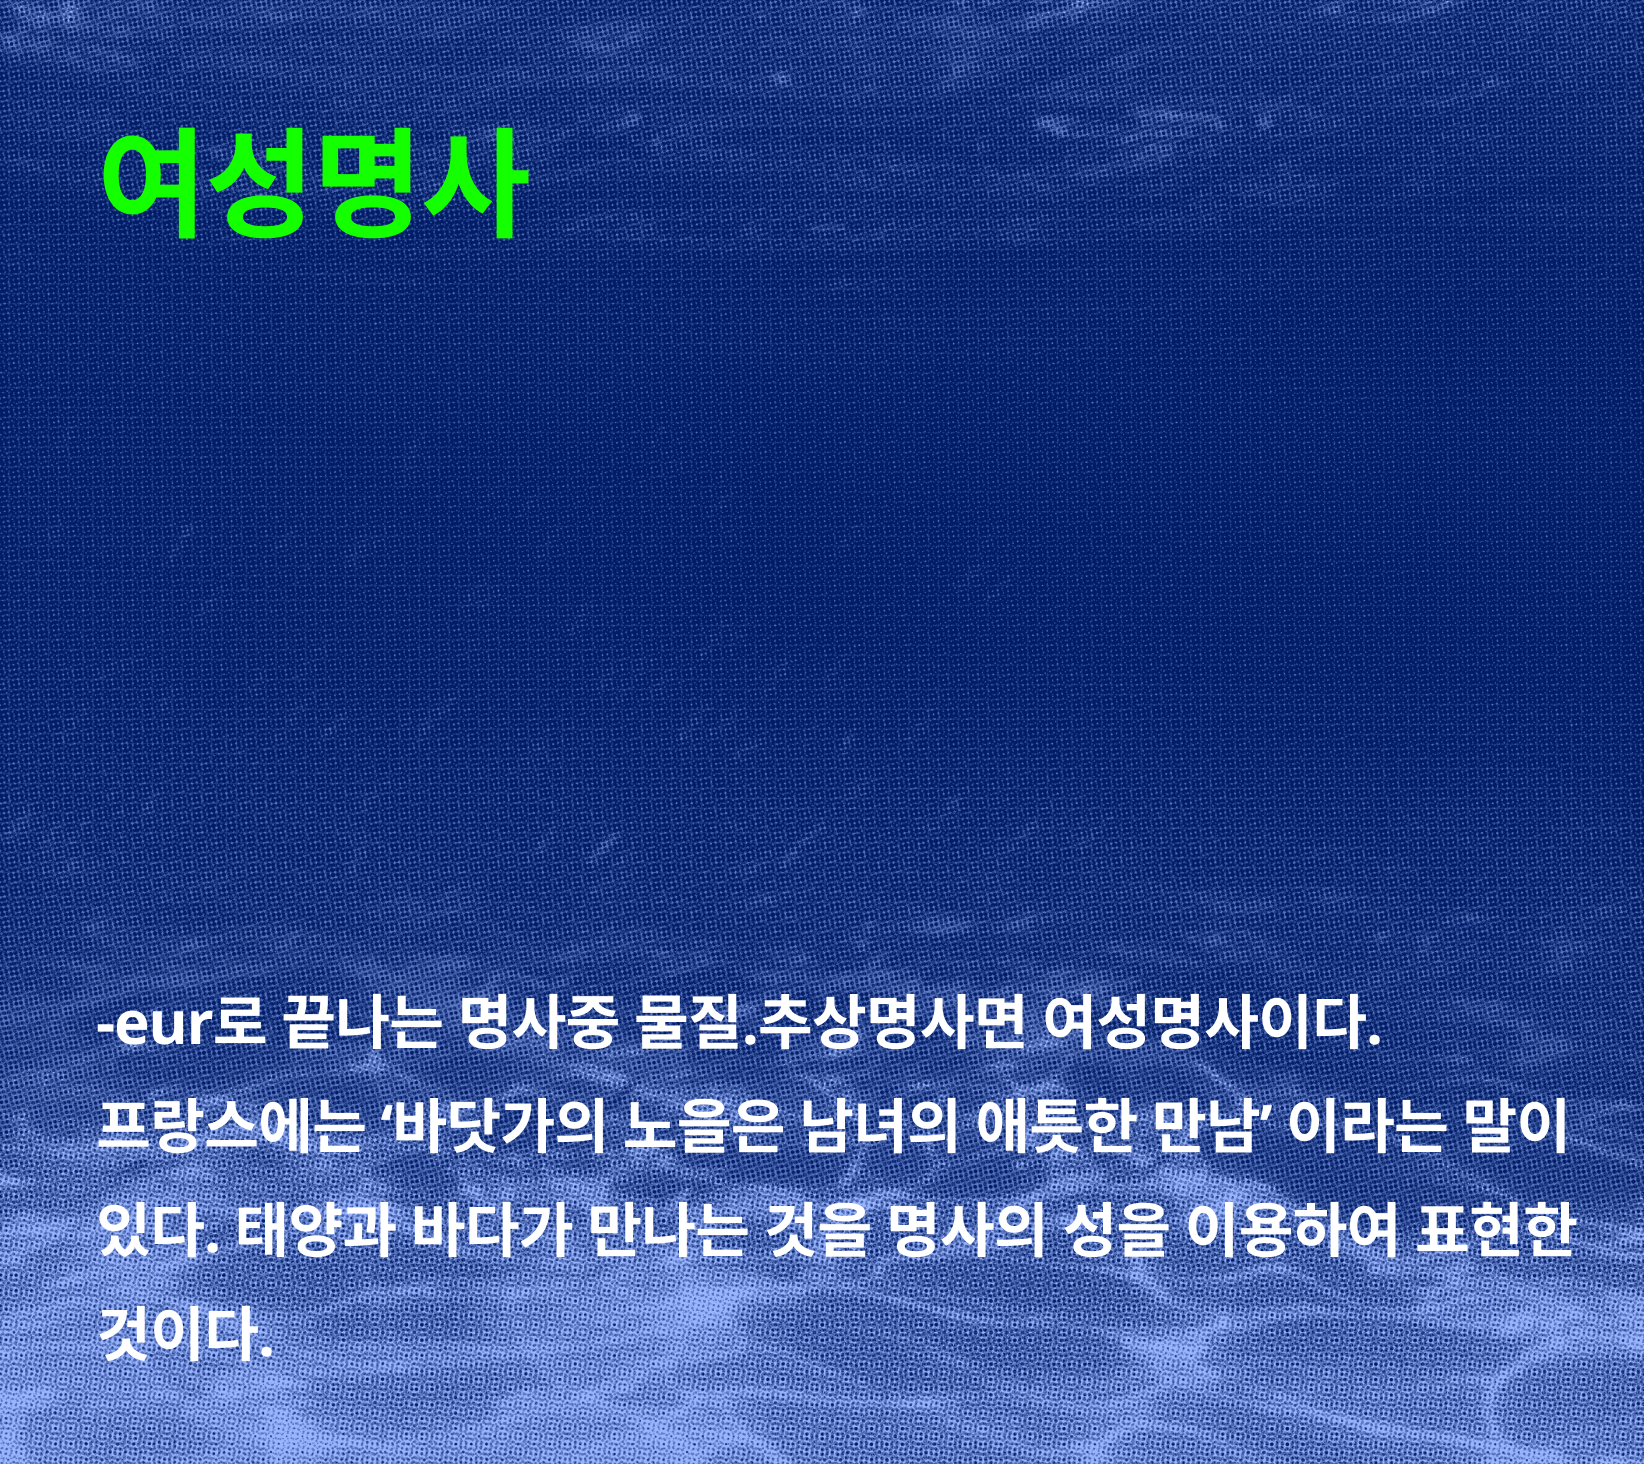 여성명사
-eur로 끝나는 명사중 물질.추상명사면 여성명사이다.
프랑스에는 ‘바닷가의 노을은 남녀의 애틋한 만남’ 이라는 말이
있다. 태양과 바다가 만나는 것을 명사의 성을 이용하여 표현한
것이다.